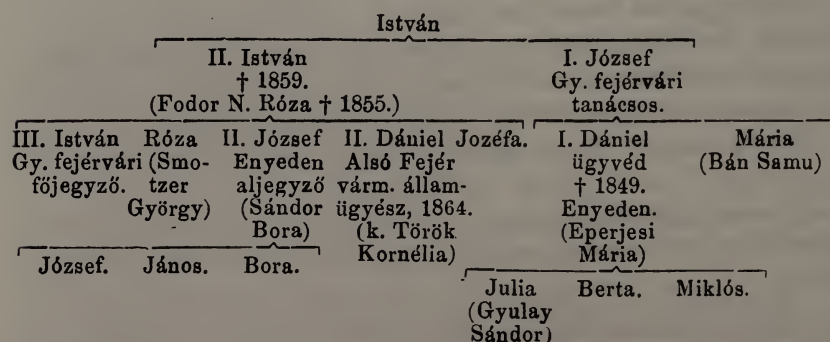 István
II. István I. József
† 1859. Gy. fejérvári
(Fodor N. Róza † 1855.) tanácsos.
III. István Róza II. József II. Dániel Jozéfa. I. Dániel Mária
Gy. fejérvári (Smo- Enyeden Alsó Fejér ügyvéd (Bán Samu)
főjegyző. tzer aljegyző várm. állam- † 1849.
György) (Sándor ügyész, 1864. Enyeden.
Bora) (k. Török (Eperjesi
Kornélia) Mária)
József. János. Bora.
Julia Berta. Miklós.
(Gyulay
Sándor)